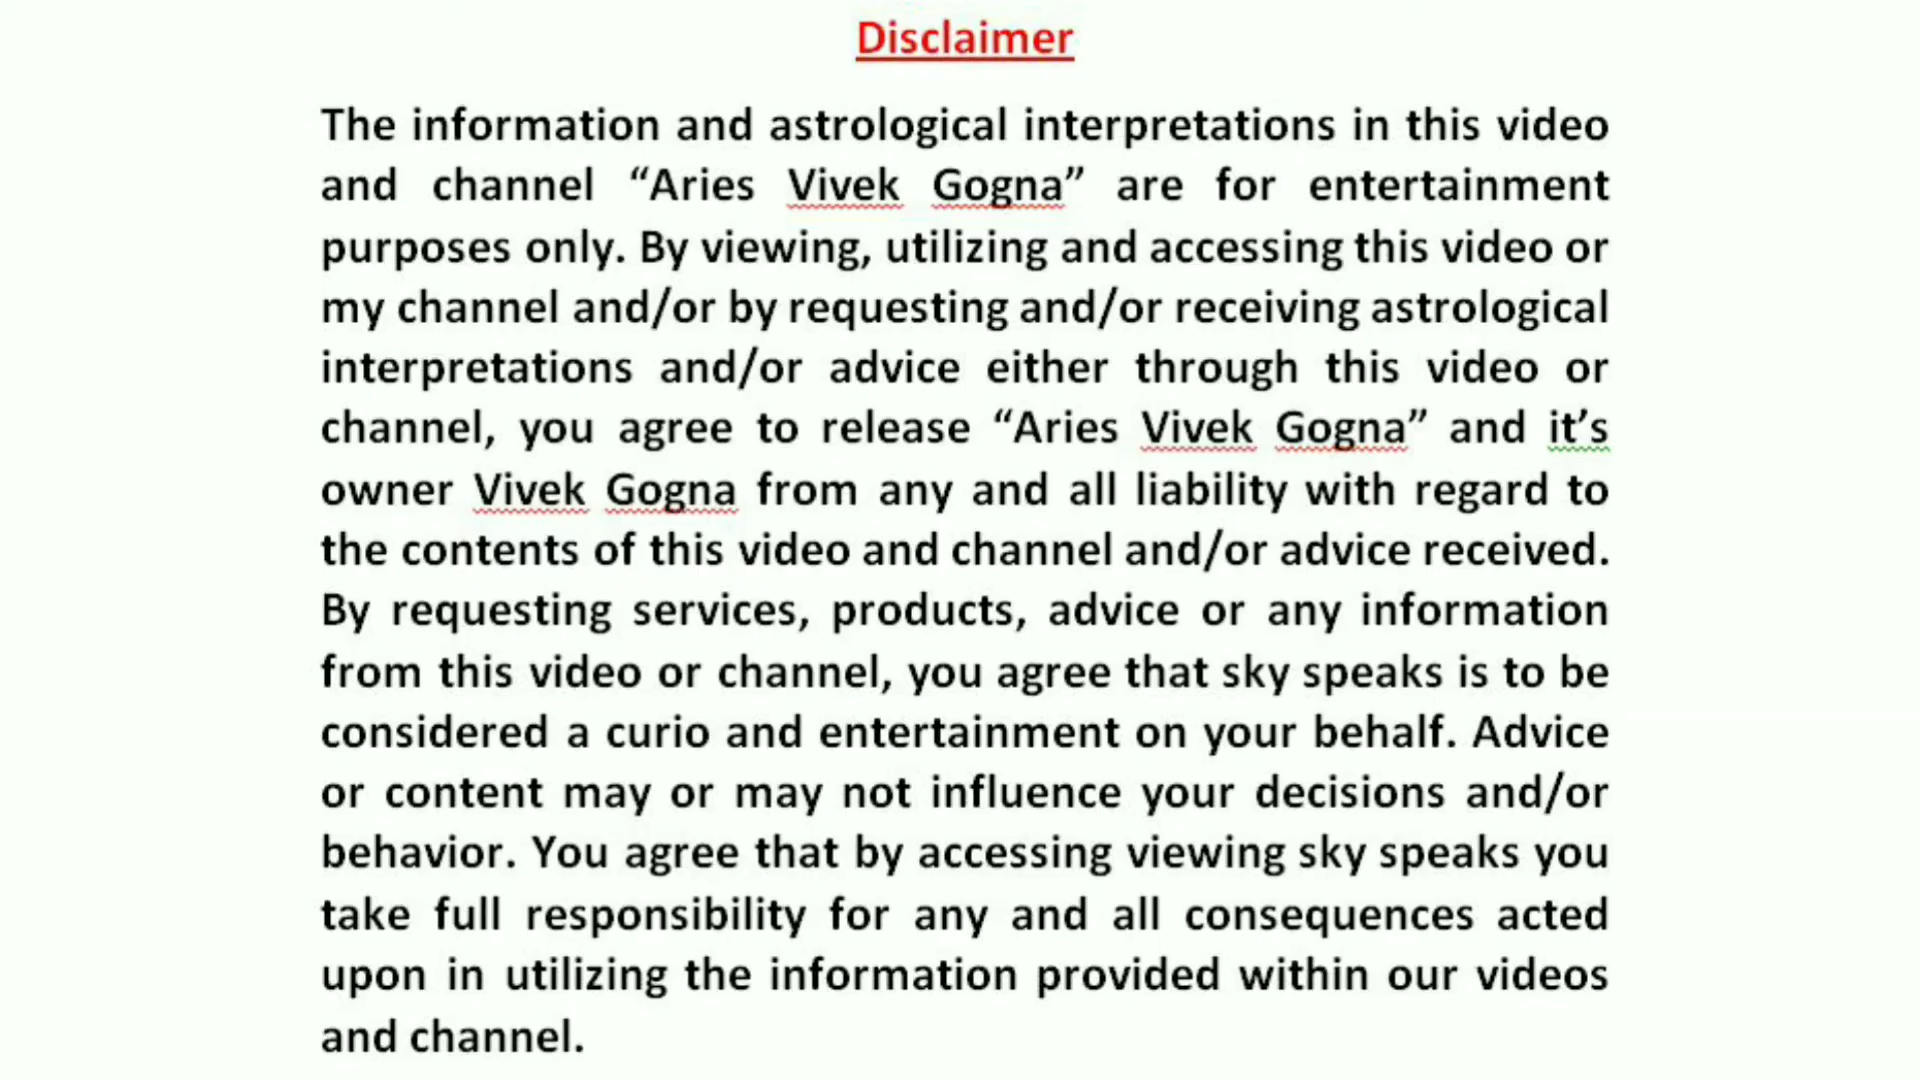 Disclaimer
The information and astrological interpretations in this video
and channel “Aries Vivek Gogna” are for entertainment
purposes only. By viewing, utilizing and accessing this video or
my channel and/or by requesting and/or receiving astrological
interpretations and/or advice either through this video or
channel, you agree to release “Aries Vivek Gogna” and it’s
owner Vivek Gogna from any and all liability with regard to
the contents of this video and channel and/or advice received.
By requesting services, products, advice or any information
from this video or channel, you agree that sky speaks is to be
considered a curio and entertainment on your behalf. Advice
or content may or may not influence your decisions and/or
behavior. You agree that by accessing viewing sky speaks you
take full responsibility for any and all consequences acted
upon in utilizing the information provided within our videos
and channel.